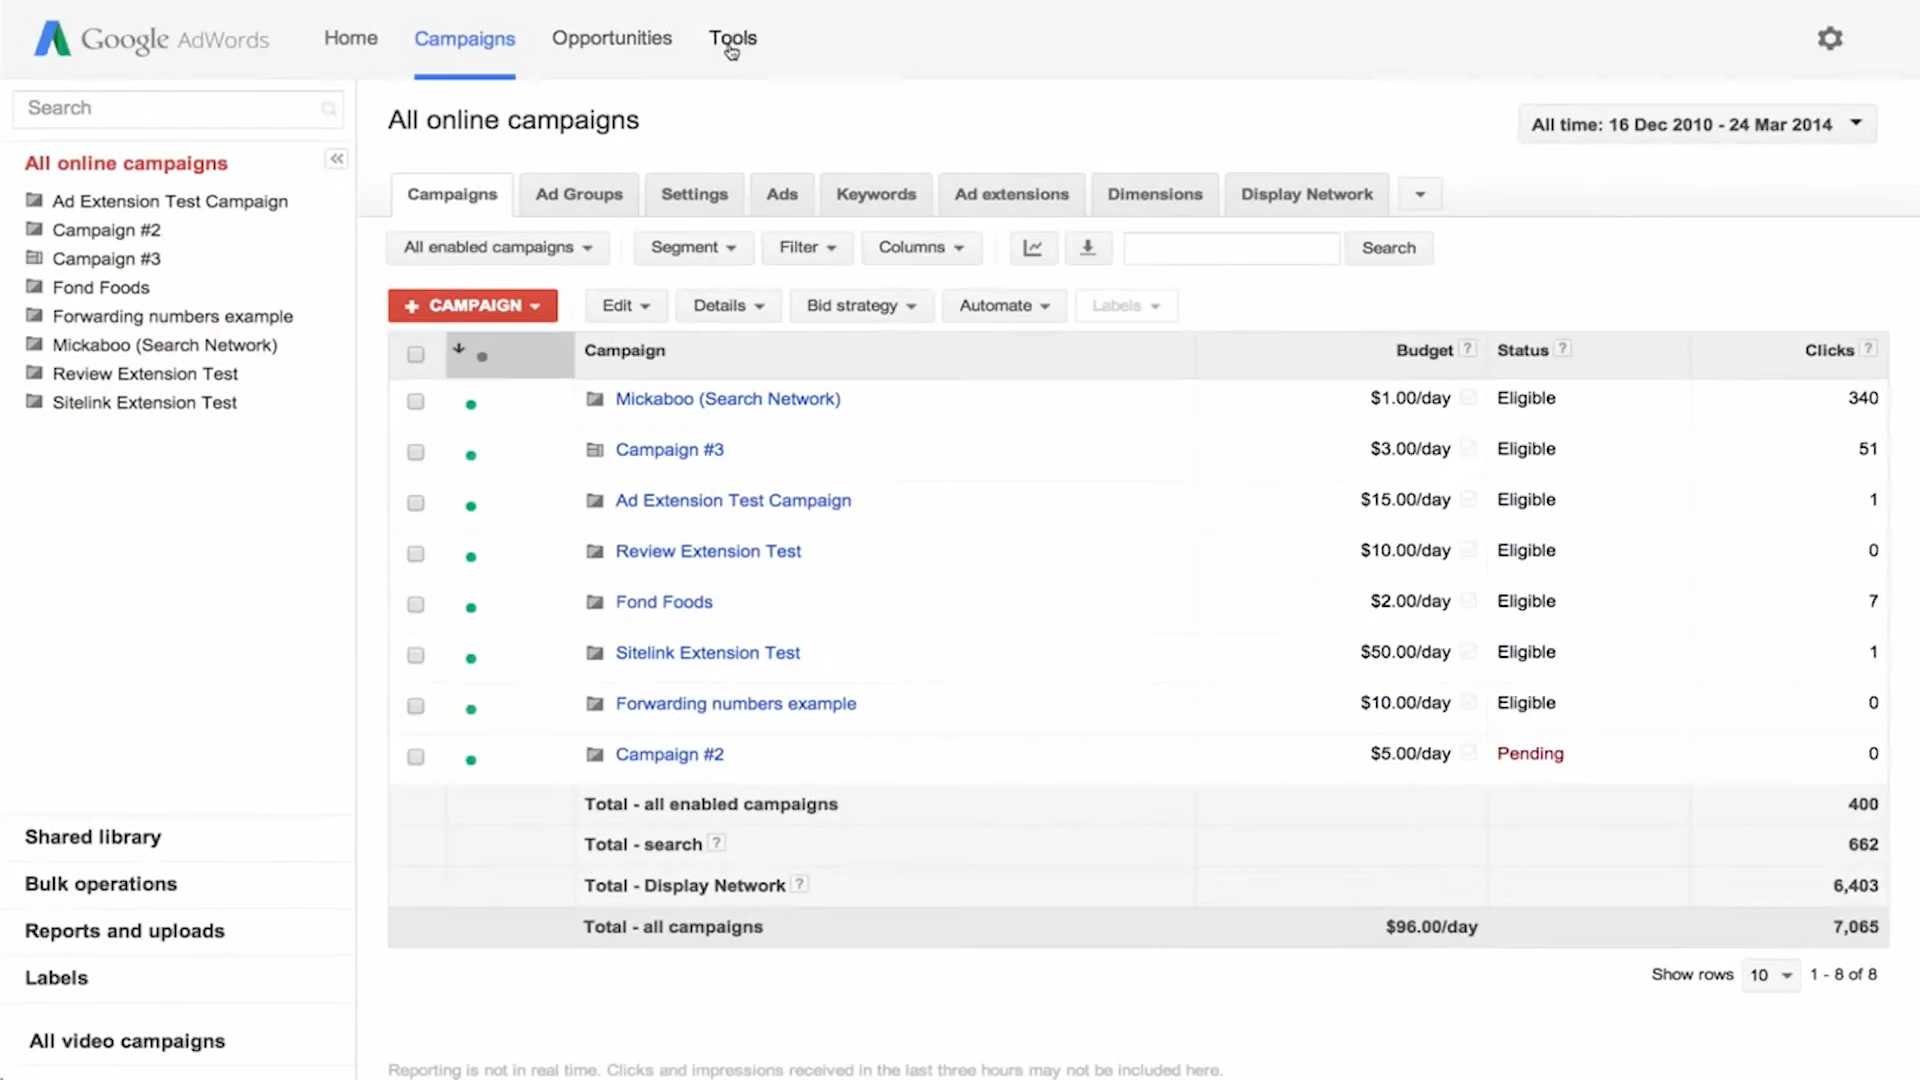 Google AdWords Home Campaigns Opportunities Tools
Search
All online campaigns
Ad Extension Test Campaign
Campaign #2
Campaign #3
Fond Foods
Forwarding numbers example
Mickaboo (Search Network)
Review Extension Test
Sitelink Extension Test
Shared library
Bulk operations
Reports and uploads
Labels
All video campaigns
All online campaigns
All time: 16 Dec 2010 - 24 Mar 2014
Campaigns Ad Groups Settings Ads Keywords Ad extensions Dimensions Display Network
All enabled campaigns Segment Filter Columns Search
+ CAMPAIGN Edit Details Bid strategy Automate Labels
Campaign Budget ? Status ? Clicks ?
Mickaboo (Search Network) $1.00/day Eligible 340
Campaign #3 $3.00/day Eligible 51
Ad Extension Test Campaign $15.00/day Eligible 1
Review Extension Test $10.00/day Eligible 0
Fond Foods $2.00/day Eligible 7
Sitelink Extension Test $50.00/day Eligible 1
Forwarding numbers example $10.00/day Eligible 0
Campaign #2 $5.00/day Pending 0
Total - all enabled campaigns 400
Total - search ? 662
Total - Display Network ? 6,403
Total - all campaigns $96.00/day 7,065
Show rows 10 1 - 8 of 8
Reporting is not in real time. Clicks and impressions received in the last three hours may not be included here.